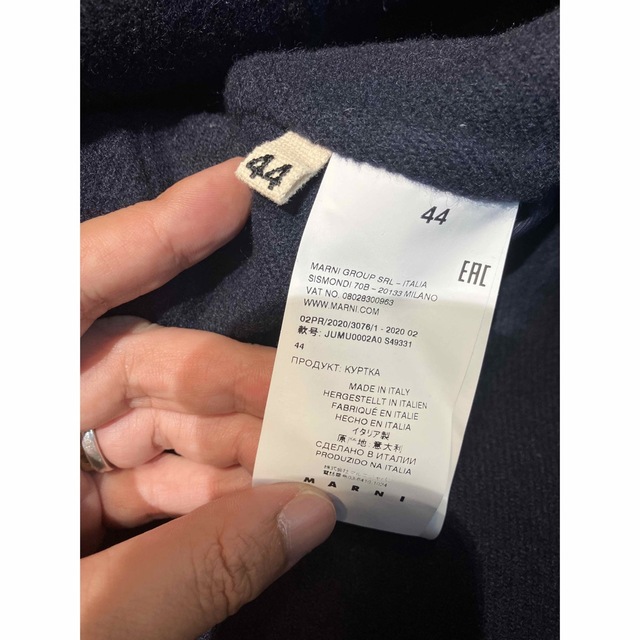 44
44
EAC
MARNI GROUP SRL – ITALIA
SISMONDI 70B – 20133 MILANO
VAT NO. 08028300963
WWW.MARNI.COM
02PR/2020/3076/1 - 2020 02
款号: JUMU0002A0 S49331
44
ПРОДУКТ: КУРТКА
MADE IN ITALY
HERGESTELLT IN ITALIEN
FABRIQUÉ EN ITALIE
HECHO EN ITALIA
イタリア製
原产地 意大利
СДЕЛАНО В ИТАЛИИ
PRODUZIDO NA ITALIA
MARNI